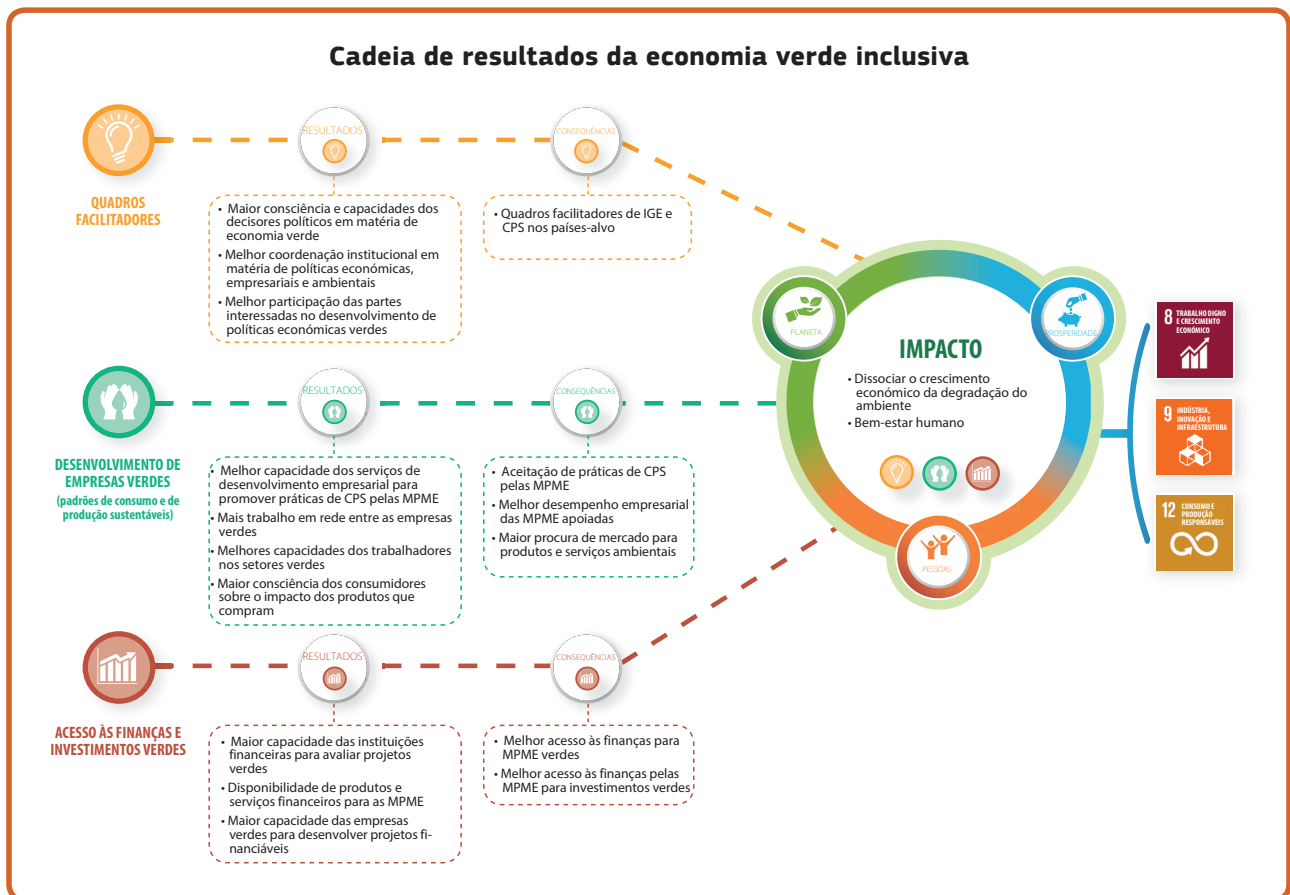 Cadeia de resultados da economia verde inclusiva
QUADROS
FACILITADORES
RESULTADOS
• Maior consciência e capacidades dos
decisores políticos em matéria de
economia verde
• Melhor coordenação institucional em
matéria de políticas económicas,
empresariais e ambientais
• Melhor participação das partes
interessadas no desenvolvimento de
políticas económicas verdes
CONSEQUÊNCIAS
• Quadros facilitadores de IGE e
CPS nos países-alvo
DESENVOLVIMENTO DE
EMPRESAS VERDES
(padrões de consumo e de
produção sustentáveis)
RESULTADOS
• Melhor capacidade dos serviços de
desenvolvimento empresarial para
promover práticas de CPS pelas MPME
• Mais trabalho em rede entre as empresas
verdes
• Melhores capacidades dos trabalhadores
nos setores verdes
• Maior consciência dos consumidores
sobre o impacto dos produtos que
compram
CONSEQUÊNCIAS
• Aceitação de práticas de CPS
pelas MPME
• Melhor desempenho empresarial
das MPME apoiadas
• Maior procura de mercado para
produtos e serviços ambientais
ACESSO ÀS FINANÇAS E
INVESTIMENTOS VERDES
RESULTADOS
• Maior capacidade das instituições
financeiras para avaliar projetos
verdes
• Disponibilidade de produtos e
serviços financeiros para as MPME
• Maior capacidade das empresas
verdes para desenvolver projetos fi-
nanciáveis
CONSEQUÊNCIAS
• Melhor acesso às finanças para
MPME verdes
• Melhor acesso às finanças pelas
MPME para investimentos verdes
PLANETA
PROSPERIDADE
IMPACTO
• Dissociar o crescimento
económico da degradação do
ambiente
• Bem-estar humano
PESSOAS
8 TRABALHO DIGNO
E CRESCIMENTO
ECONÓMICO
9 INDÚSTRIA,
INOVAÇÃO E
INFRAESTRUTURA
12 CONSUMO E
PRODUÇÃO
RESPONSÁVEIS